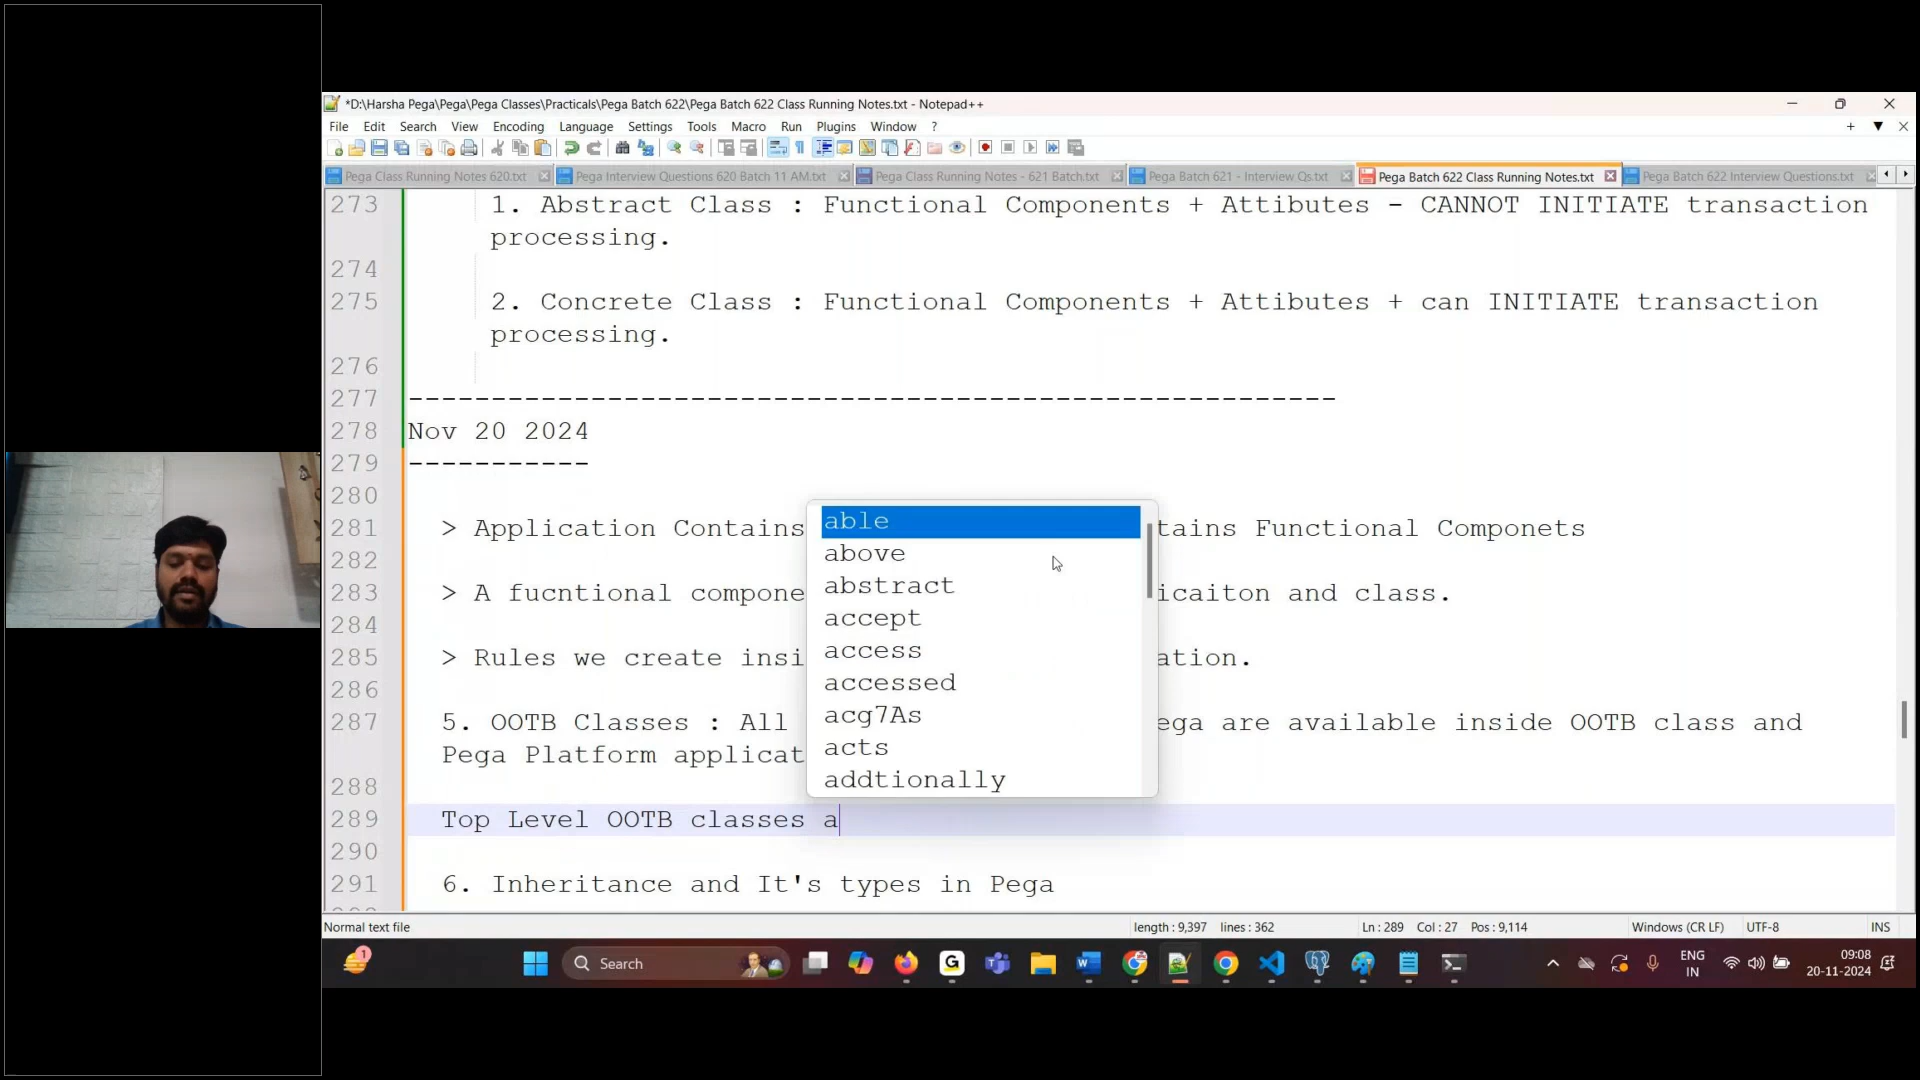 *D:\Harsha Pega\Pega\Pega Classes\Practicals\Pega Batch 622\Pega Batch 622 Class Running Notes.txt - Notepad++
File Edit Search View Encoding Language Settings Tools Macro Run Plugins Window ?
Pega Class Running Notes 620.txt Pega Interview Questions 620 Batch 11 AM.txt Pega Class Running Notes - 621 Batch.txt Pega Batch 621 - Interview Qs.txt Pega Batch 622 Class Running Notes.txt Pega Batch 622 Interview Questions.txt
273 1. Abstract Class : Functional Components + Attibutes - CANNOT INITIATE transaction
processing.
274
275 2. Concrete Class : Functional Components + Attibutes + can INITIATE transaction
processing.
276
277 --------------------------------------------------------
278 Nov 20 2024
279 -----------
280
281 > Application Contains tains Functional Componets
282
283 > A fucntional compone icaiton and class.
284
285 > Rules we create insi ation.
286
287 5. OOTB Classes : All ega are available inside OOTB class and
Pega Platform applicat
288
289 Top Level OOTB classes a
290
291 6. Inheritance and It's types in Pega
able
above
abstract
accept
access
accessed
acg7As
acts
addtionally
Normal text file length : 9,397 lines : 362 Ln : 289 Col : 27 Pos : 9,114 Windows (CR LF) UTF-8 INS
1 Search ENG
IN 09:08
20-11-2024